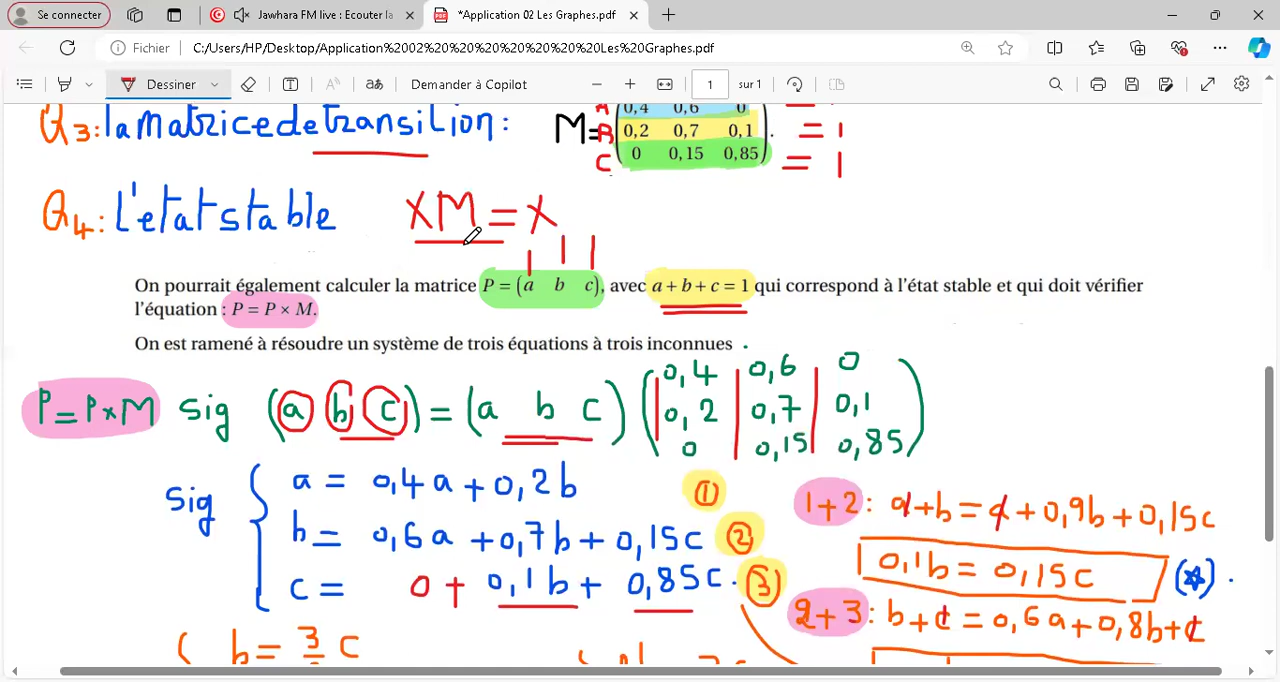 Se connecter Jawhara FM live : Ecouter la *Application 02 Les Graphes.pdf
Fichier C:/Users/HP/Desktop/Application%2002%20%20%20%20%20%20Les%20Graphes.pdf
Dessiner aあ Demander à Copilot 1 sur 1
A 0,4 0,6 0 = 1
Q3: la matrice de transition : M= B 0,2 0,7 0,1 . = 1
C 0 0,15 0,85 = 1
Q4: L'etat stable XM = X
On pourrait également calculer la matrice P = (a b c), avec a + b + c = 1 qui correspond à l'état stable et qui doit vérifier
l'équation : P = P × M.
On est ramené à résoudre un système de trois équations à trois inconnues .
P = P × M sig (a b c) = (a b c) ( 0,4 0,6 0
0,2 0,7 0,1
0 0,15 0,85 )
sig { a = 0,4a + 0,2b ①
b = 0,6a + 0,7b + 0,15c ②
c = 0 + 0,1b + 0,85c. ③
1+2 : a+b = a + 0,9b + 0,15c
0,1b = 0,15c (*) .
2+3 : b+c = 0,6a + 0,8b + c
{ b = 3/ c